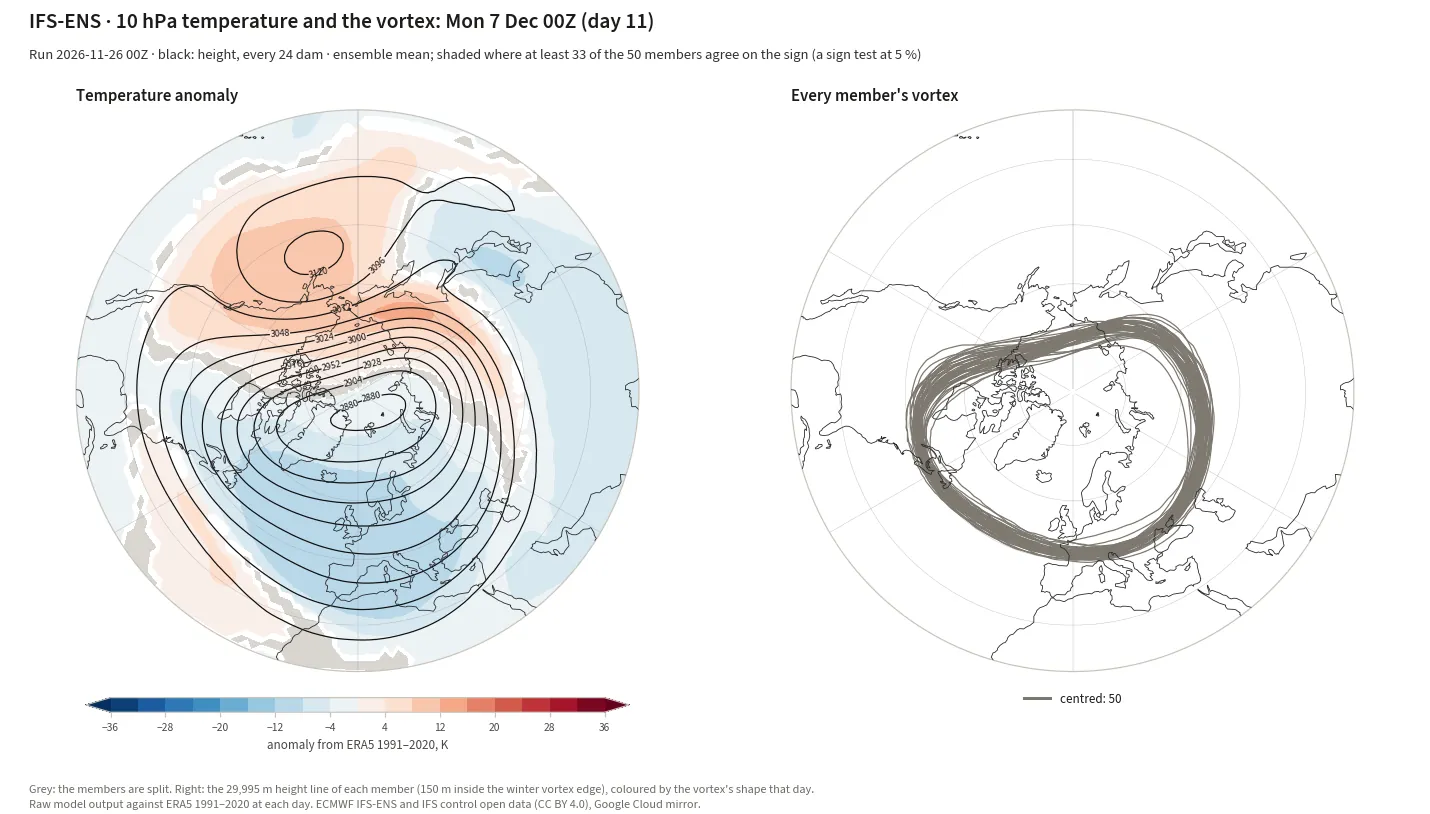 IFS-ENS · 10 hPa temperature and the vortex: Mon 7 Dec 00Z (day 11)
Run 2026-11-26 00Z · black: height, every 24 dam · ensemble mean; shaded where at least 33 of the 50 members agree on the sign (a sign test at 5 %)
Temperature anomaly
Every member's vortex
3120
3096
3048
3024
3000
2952
2928
2904
2880
2880
−36
−28
−20
−12
−4
4
12
20
28
36
anomaly from ERA5 1991–2020, K
centred: 50
Grey: the members are split. Right: the 29,995 m height line of each member (150 m inside the winter vortex edge), coloured by the vortex's shape that day.
Raw model output against ERA5 1991–2020 at each day. ECMWF IFS-ENS and IFS control open data (CC BY 4.0), Google Cloud mirror.